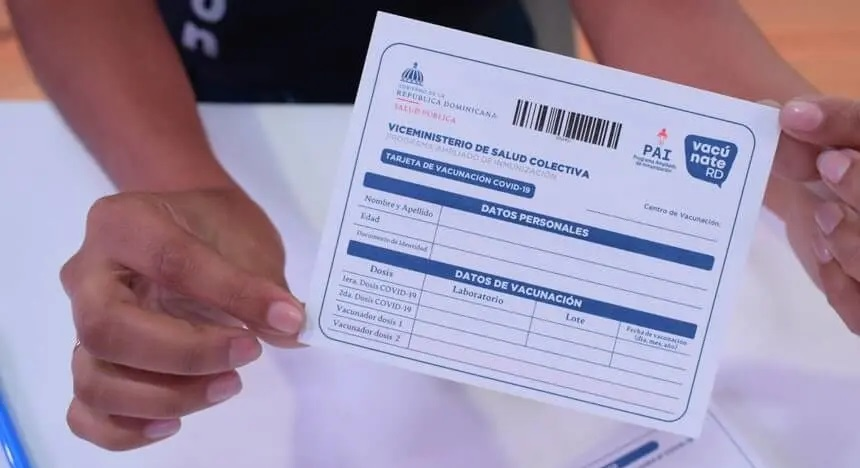 GOBIERNO DE LA
REPÚBLICA DOMINICANA
SALUD PÚBLICA
PAI
Programa Ampliado
de Inmunización
vacú
nate
RD
VICEMINISTERIO DE SALUD COLECTIVA
PROGRAMA AMPLIADO DE INMUNIZACIÓN
TARJETA DE VACUNACIÓN COVID-19
Centro de Vacunación:
DATOS PERSONALES
Nombre y Apellido
Edad
Documento de Identidad
DATOS DE VACUNACIÓN
Dosis Laboratorio Lote Fecha de vacunación
(día, mes, año)
1era. Dosis COVID-19
2da. Dosis COVID-19
Vacunador dosis 1
Vacunador dosis 2